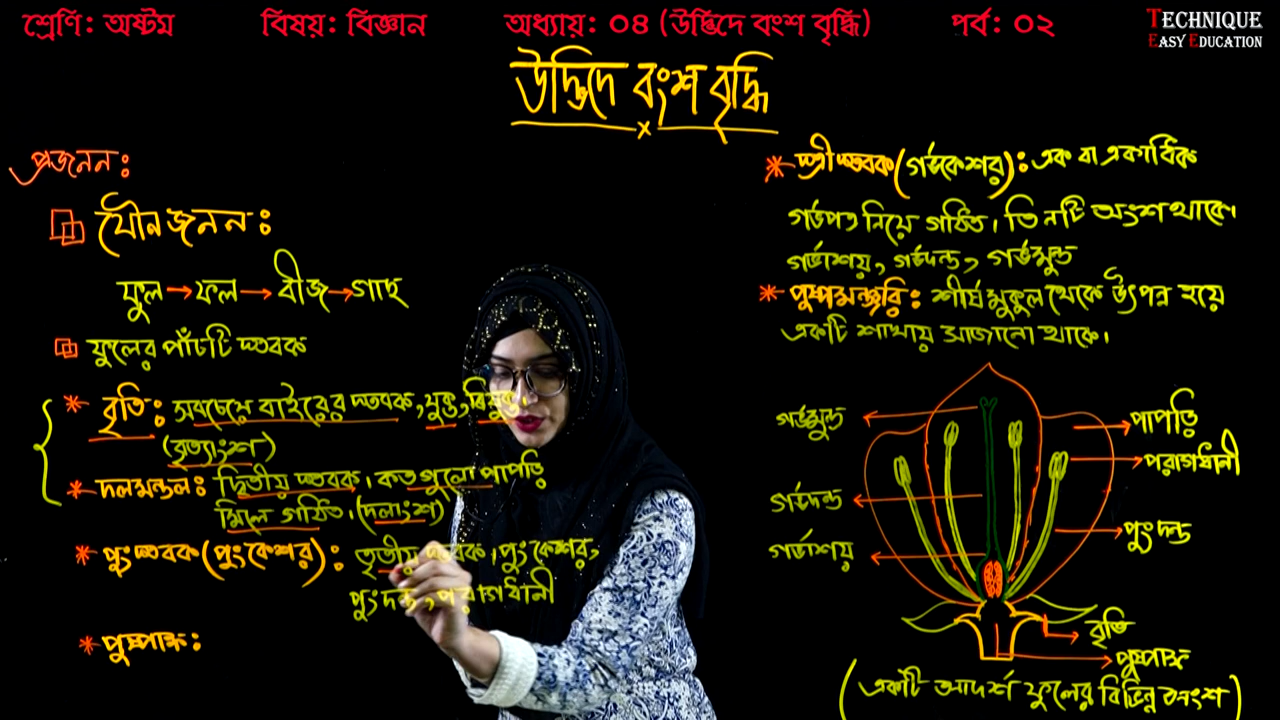 শ্রেণি: অষ্টম বিষয়: বিজ্ঞান অধ্যায়: ০৪ (উদ্ভিদে বংশ বৃদ্ধি) পর্ব: ০২
TECHNIQUE
EASY EDUCATION
উদ্ভিদে বংশ বৃদ্ধি
প্রজননঃ
যৌন জননঃ
ফুল → ফল → বীজ → গাছ
ফুলের পাঁচটি স্তবক
* বৃতিঃ সবচেয়ে বাইরের স্তবক, যুক্ত, বিযুক্ত।
(বৃত্যাংশ)
* দলমন্ডলঃ দ্বিতীয় স্তবক। কতগুলো পাপড়ি
মিলে গঠিত। (দলাংশ)
* পুংস্তবক (পুংকেশর)ঃ তৃতীয় স্তবক। পুংকেশর,
পুংদন্ড, পরাগধানী
* পুষ্পাক্ষঃ
* স্ত্রীস্তবক (গর্ভকেশর)ঃ এক বা একাধিক
গর্ভপত্র নিয়ে গঠিত। তিনটি অংশ থাকে।
গর্ভাশয়, গর্ভদন্ড, গর্ভমুন্ড
* পুষ্পমঞ্জরিঃ শীর্ষমুকুল থেকে উৎপন্ন হয়ে
একটি শাখায় সাজানো থাকে।
গর্ভমুন্ড
গর্ভদন্ড
গর্ভাশয়
পাপড়ি
পরাগধানী
পুংদন্ড
বৃতি
পুষ্পাক্ষ
(একটি আদর্শ ফুলের বিভিন্ন অংশ)